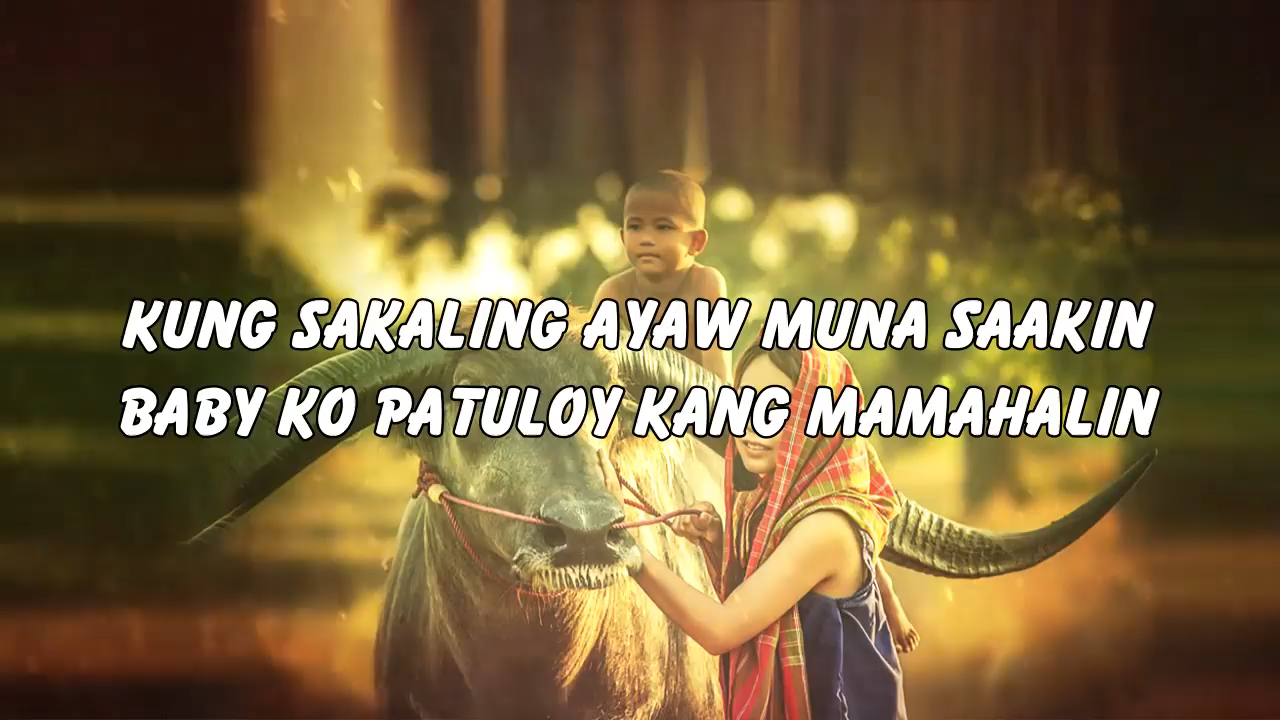 KUNG SAKALING AYAW MUNA SAAKIN
BABY KO PATULOY KANG MAMAHALIN